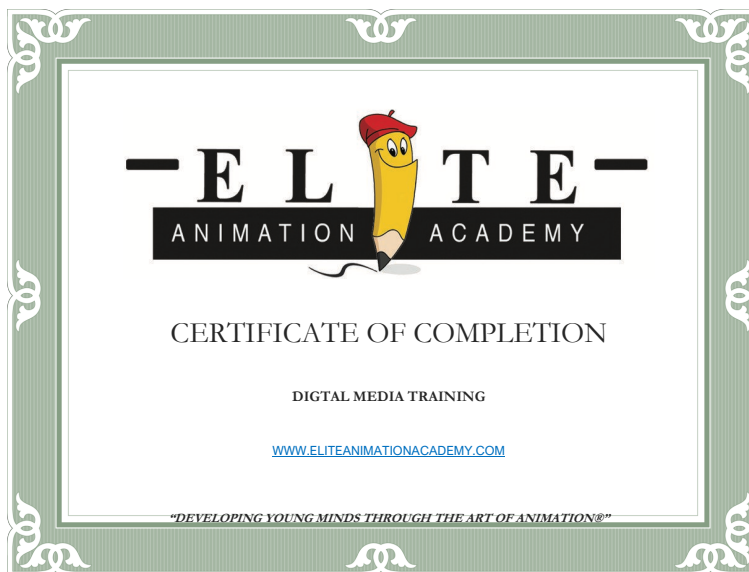 ELITE
ANIMATION ACADEMY
CERTIFICATE OF COMPLETION
DIGTAL MEDIA TRAINING
WWW.ELITEANIMATIONACADEMY.COM
“DEVELOPING YOUNG MINDS THROUGH THE ART OF ANIMATION®”